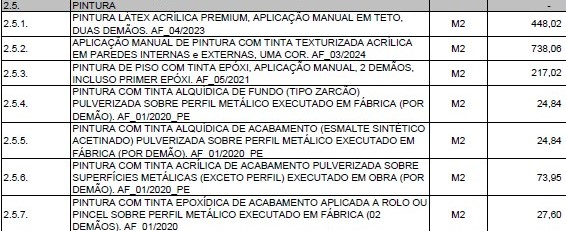 2.5. PINTURA -
2.5.1. PINTURA LÁTEX ACRÍLICA PREMIUM, APLICAÇÃO MANUAL EM TETO, M2 448,02
DUAS DEMÃOS. AF_04/2023
2.5.2. APLICAÇÃO MANUAL DE PINTURA COM TINTA TEXTURIZADA ACRÍLICA M2 738,06
EM PAREDES INTERNAS e EXTERNAS, UMA COR. AF_03/2024
2.5.3. PINTURA DE PISO COM TINTA EPÓXI, APLICAÇÃO MANUAL, 2 DEMÃOS, M2 217,02
INCLUSO PRIMER EPÓXI. AF_05/2021
PINTURA COM TINTA ALQUÍDICA DE FUNDO (TIPO ZARCÃO)
2.5.4. PULVERIZADA SOBRE PERFIL METÁLICO EXECUTADO EM FÁBRICA (POR M2 24,84
DEMÃO). AF_01/2020_PE
PINTURA COM TINTA ALQUÍDICA DE ACABAMENTO (ESMALTE SINTÉTICO
2.5.5. ACETINADO) PULVERIZADA SOBRE PERFIL METÁLICO EXECUTADO EM M2 24,84
FÁBRICA (POR DEMÃO). AF_01/2020_PE
PINTURA COM TINTA ACRÍLICA DE ACABAMENTO PULVERIZADA SOBRE
2.5.6. SUPERFÍCIES METÁLICAS (EXCETO PERFIL) EXECUTADO EM OBRA (POR M2 73,95
DEMÃO). AF_01/2020_PE
PINTURA COM TINTA EPOXÍDICA DE ACABAMENTO APLICADA A ROLO OU
2.5.7. PINCEL SOBRE PERFIL METÁLICO EXECUTADO EM FÁBRICA (02 M2 27,60
DEMÃOS). AF_01/2020